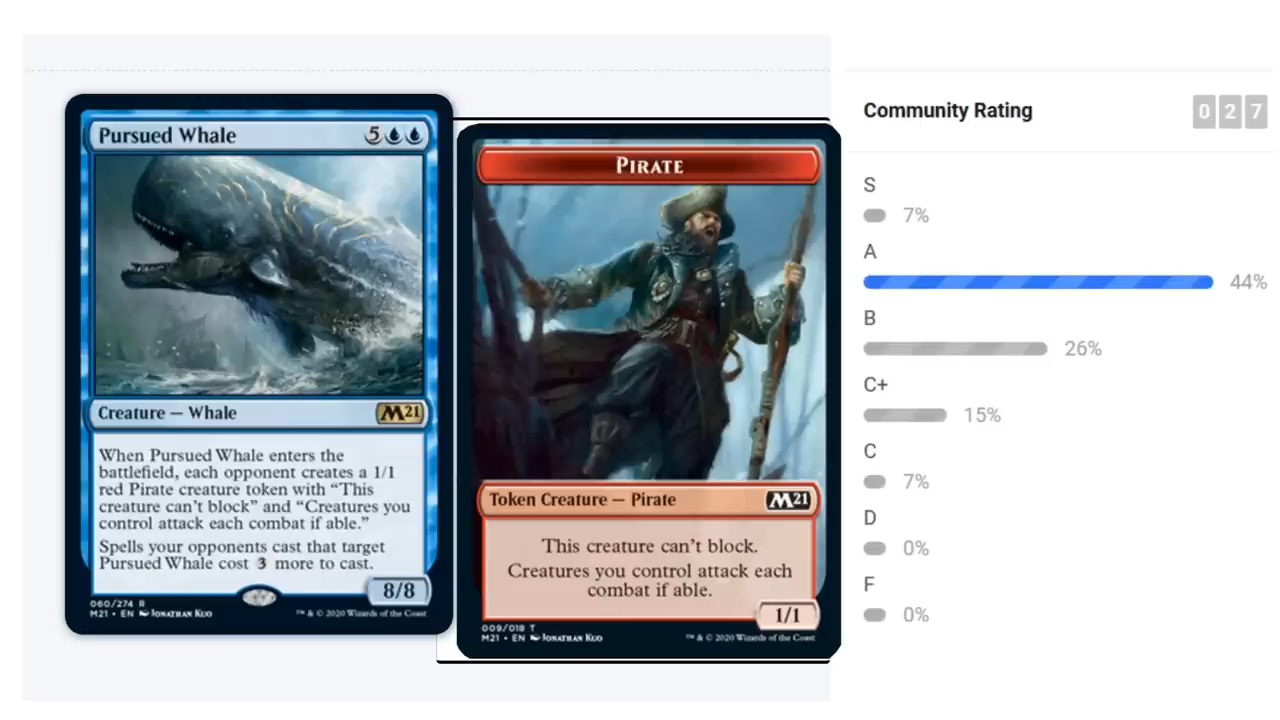 Pursued Whale 5
Creature — Whale M21
When Pursued Whale enters the
battlefield, each opponent creates a 1/1
red Pirate creature token with “This
creature can't block” and “Creatures you
control attack each combat if able.”
Spells your opponents cast that target
Pursued Whale cost 3 more to cast.
8/8
060/274 R
M21 • EN Jonathan Kuo ™ & © 2020 Wizards of the Coast
Pirate
Token Creature — Pirate M21
This creature can't block.
Creatures you control attack each
combat if able.
1/1
009/018 T
M21 • EN Jonathan Kuo ™ & © 2020 Wizards of the Coast
Community Rating 0 2 7
S
7%
A
44%
B
26%
C+
15%
C
7%
D
0%
F
0%